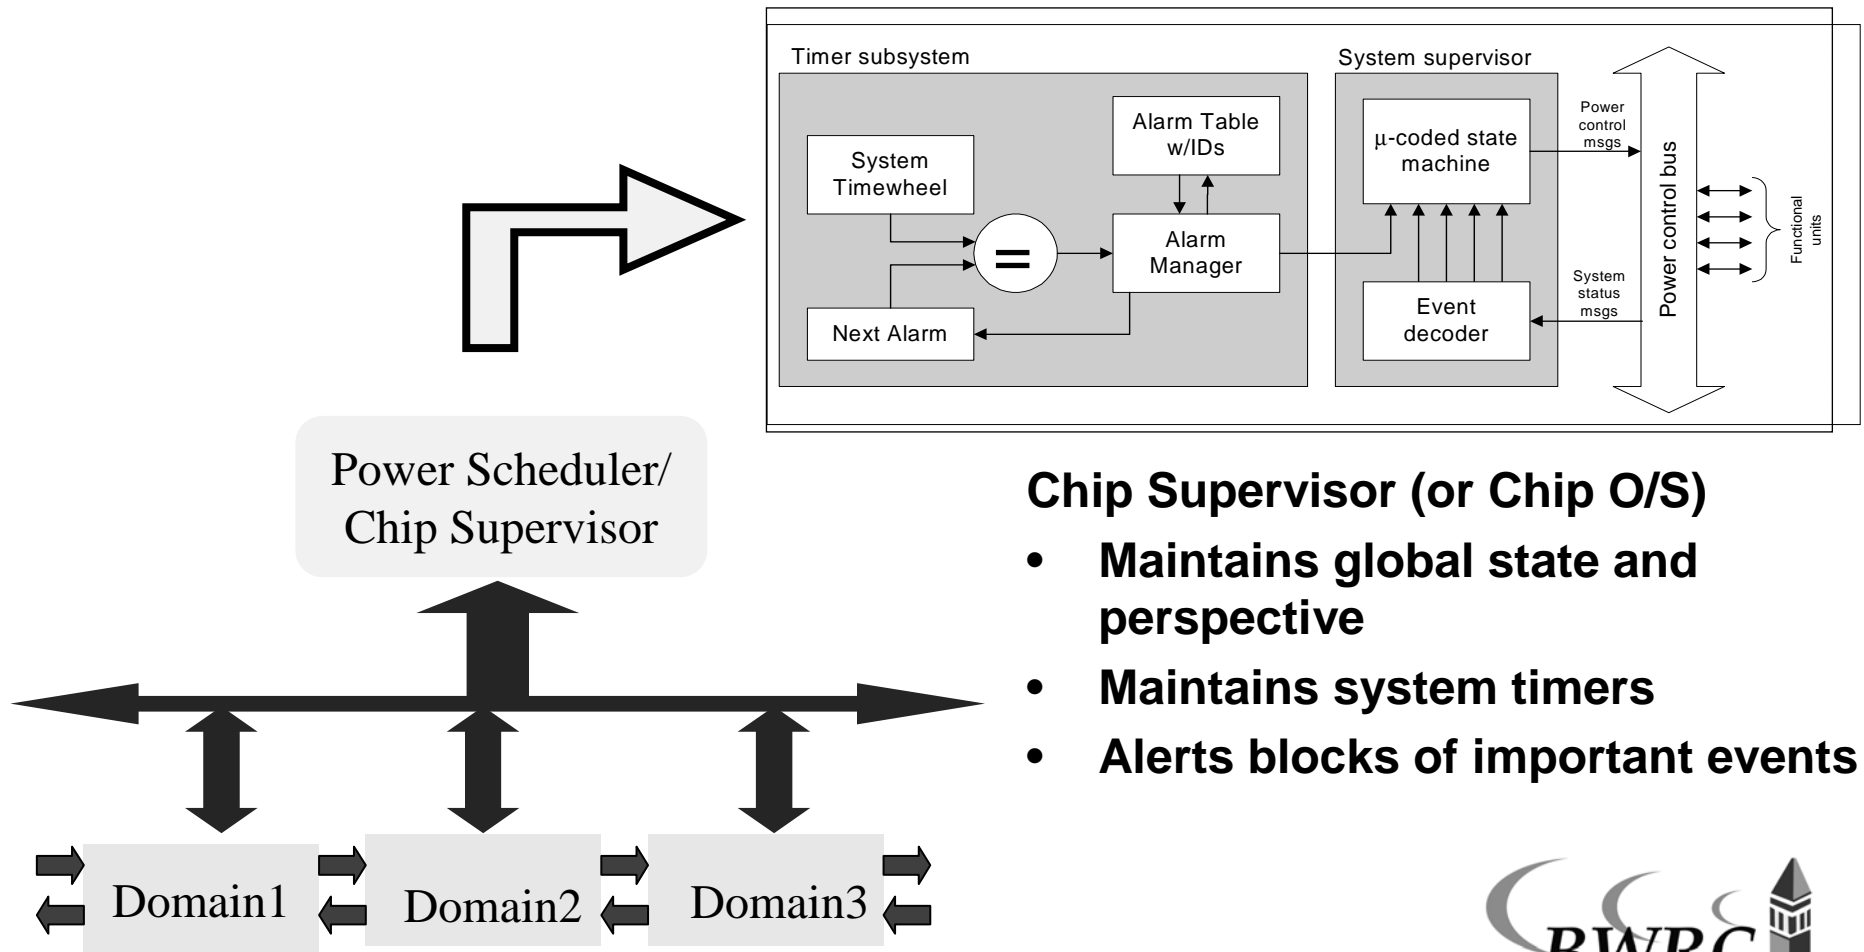 Timer subsystem
System supervisor
System
Timewheel
Alarm Table
w/IDs
=
Alarm
Manager
Next Alarm
μ-coded state
machine
Event
decoder
Power
control
msgs
System
status
msgs
Power control bus
Functional
units
Power Scheduler/
Chip Supervisor
Domain1
Domain2
Domain3
Chip Supervisor (or Chip O/S)
• Maintains global state and
perspective
• Maintains system timers
• Alerts blocks of important events
BWRC